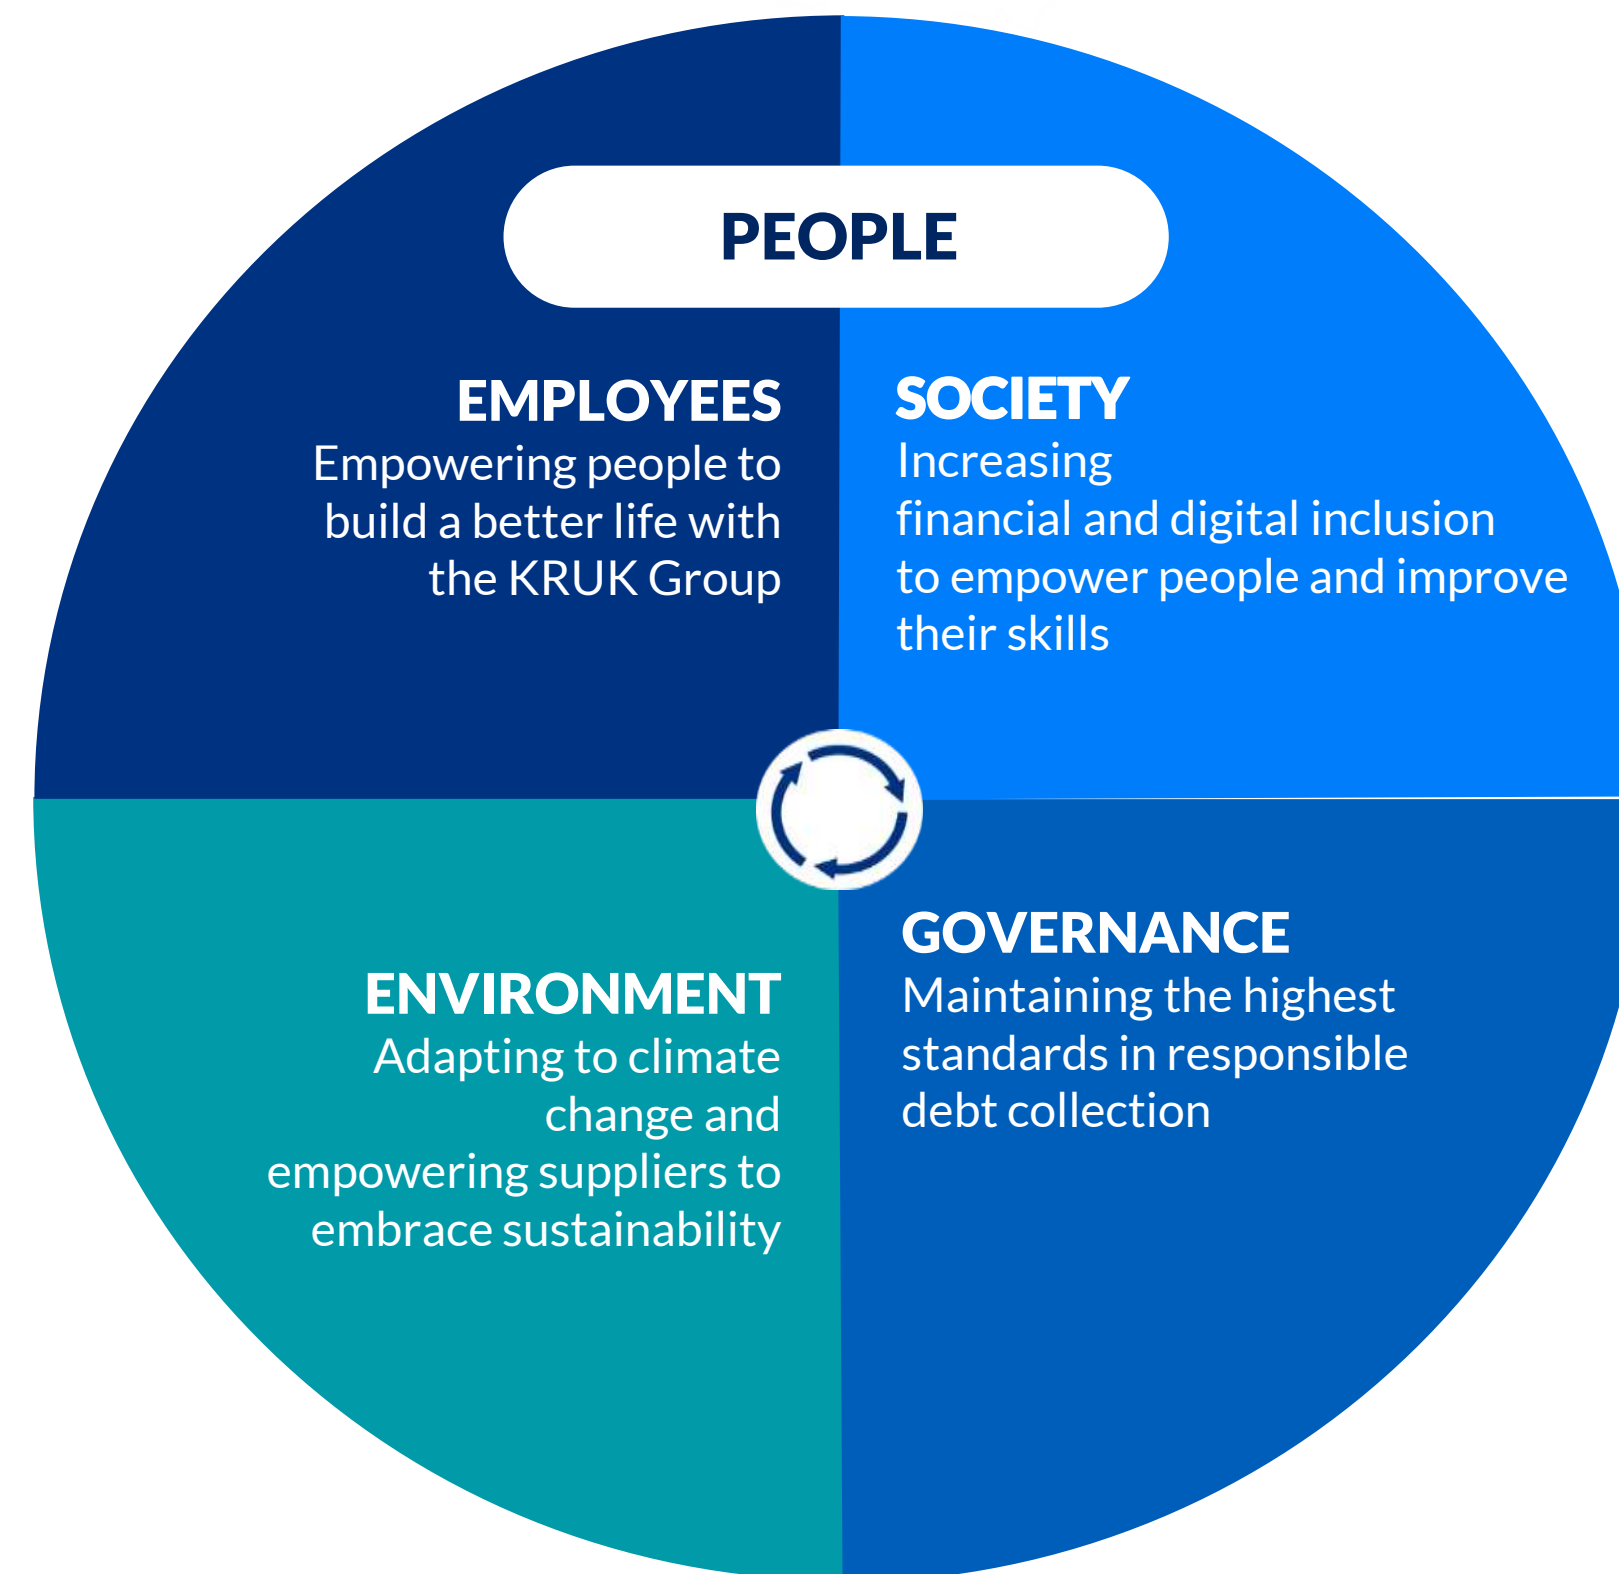 PEOPLE
EMPLOYEES
Empowering people to
build a better life with
the KRUK Group
SOCIETY
Increasing
financial and digital inclusion
to empower people and improve
their skills
ENVIRONMENT
Adapting to climate
change and
empowering suppliers to
embrace sustainability
GOVERNANCE
Maintaining the highest
standards in responsible
debt collection